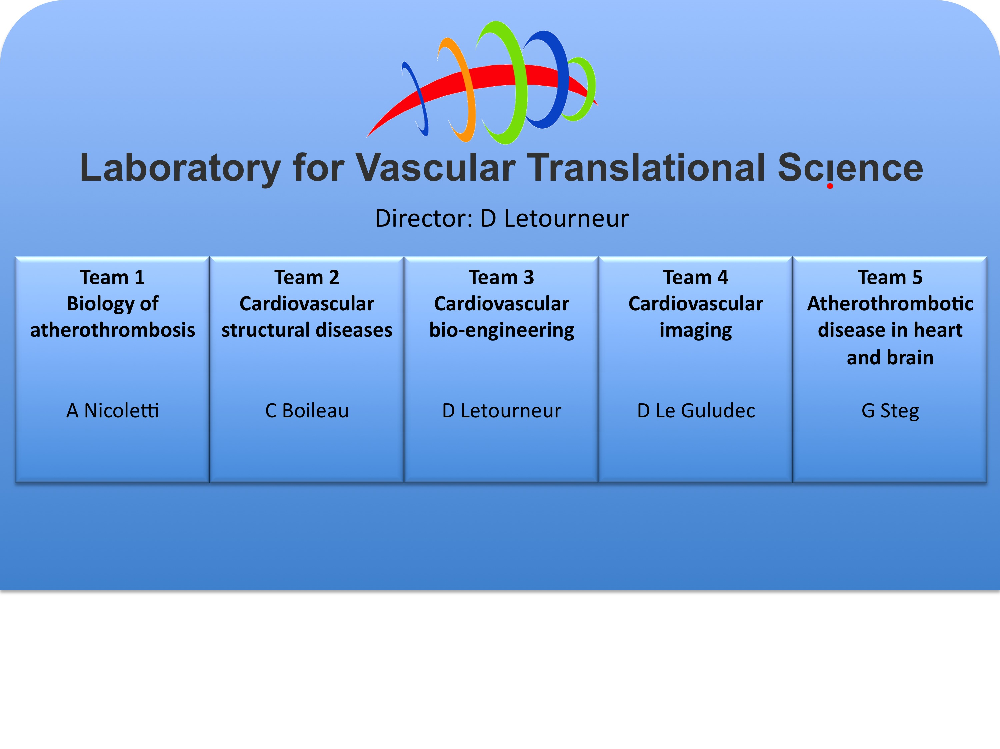 Laboratory for Vascular Translational Science
Director: D Letourneur
Team 1
Biology of
atherothrombosis
A Nicoletti
Team 2
Cardiovascular
structural diseases
C Boileau
Team 3
Cardiovascular
bio-engineering
D Letourneur
Team 4
Cardiovascular
imaging
D Le Guludec
Team 5
Atherothrombotic
disease in heart
and brain
G Steg